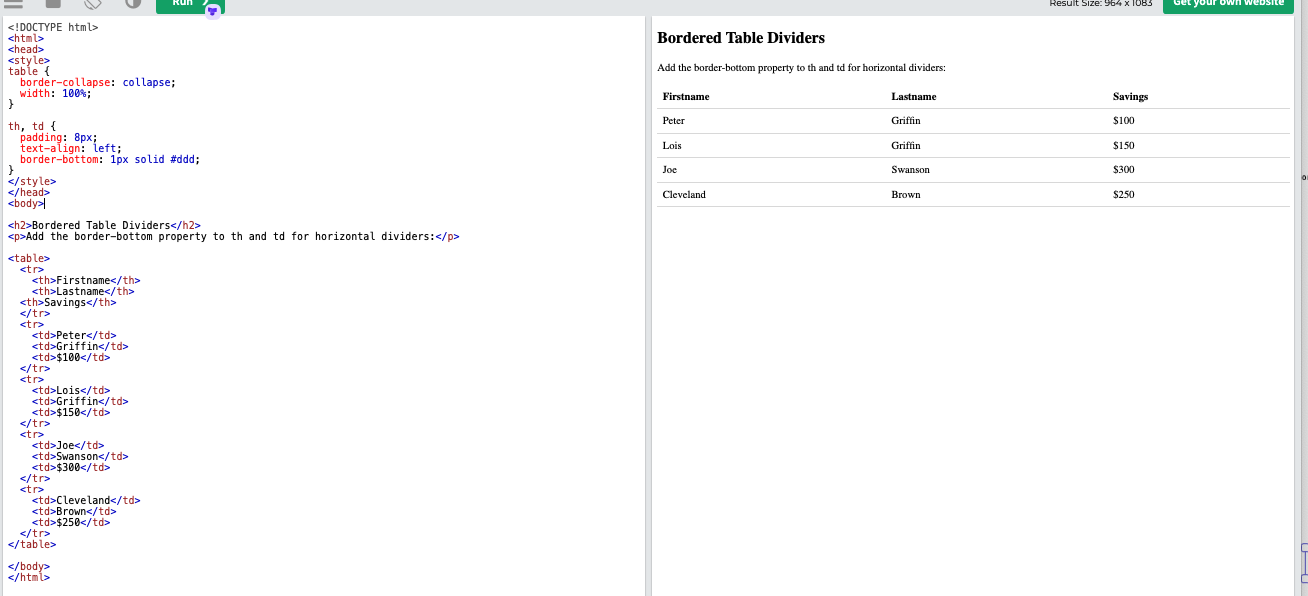 Run ❯
Result Size: 964 x 1083
Get your own website
<!DOCTYPE html>
<html>
<head>
<style>
table {
  border-collapse: collapse;
  width: 100%;
}

th, td {
  padding: 8px;
  text-align: left;
  border-bottom: 1px solid #ddd;
}
</style>
</head>
<body>

<h2>Bordered Table Dividers</h2>
<p>Add the border-bottom property to th and td for horizontal dividers:</p>

<table>
  <tr>
    <th>Firstname</th>
    <th>Lastname</th>
  <th>Savings</th>
  </tr>
  <tr>
    <td>Peter</td>
    <td>Griffin</td>
    <td>$100</td>
  </tr>
  <tr>
    <td>Lois</td>
    <td>Griffin</td>
    <td>$150</td>
  </tr>
  <tr>
    <td>Joe</td>
    <td>Swanson</td>
    <td>$300</td>
  </tr>
  <tr>
    <td>Cleveland</td>
    <td>Brown</td>
    <td>$250</td>
  </tr>
</table>

</body>
</html>
Bordered Table Dividers
Add the border-bottom property to th and td for horizontal dividers:
Firstname Lastname Savings
Peter Griffin $100
Lois Griffin $150
Joe Swanson $300
Cleveland Brown $250